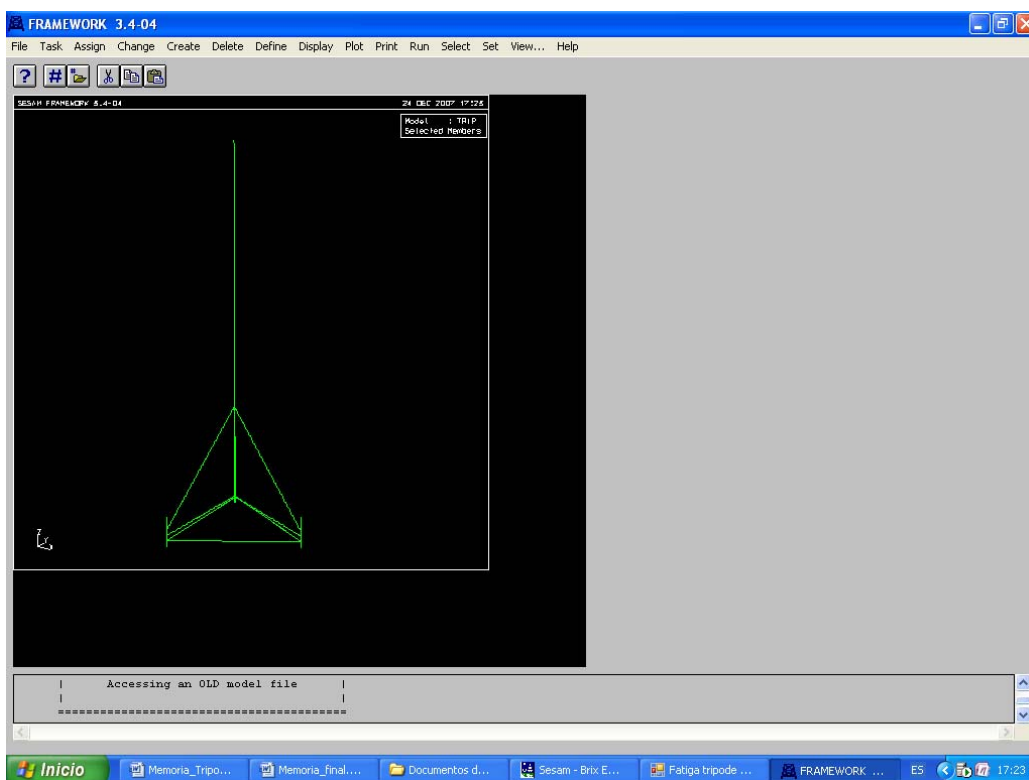 FRAMEWORK 3.4-04
File Task Assign Change Create Delete Define Display Plot Print Run Select Set View... Help
SESAM FRAMEWORK 3.4-04 24 DEC 2007 17:23
Model : TRIP
Selected Members
Z
Accessing an OLD model file
=========================================
Inicio Memoria_Tripo... Memoria_final.... Documentos d... Sesam - Brix E... Fatiga tripode ... FRAMEWORK ... ES 17:23